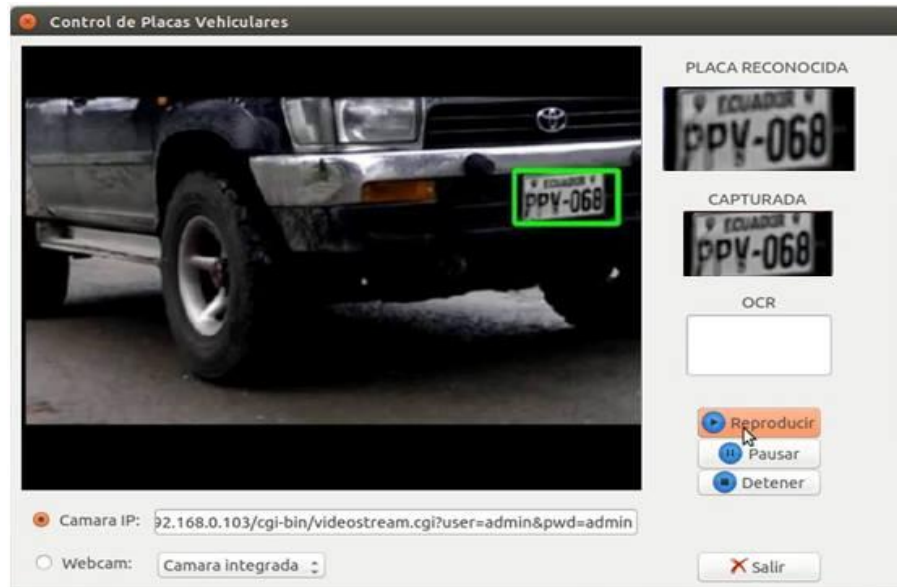 Control de Placas Vehiculares
PLACA RECONOCIDA
ECUADOR
PPV-068
ECUADOR
PPV-068
CAPTURADA
ECUADOR
PPV-068
OCR
Reproducir
Pausar
Detener
Camara IP: 92.168.0.103/cgi-bin/videostream.cgi?user=admin&pwd=admin
Webcam: Camara integrada
Salir